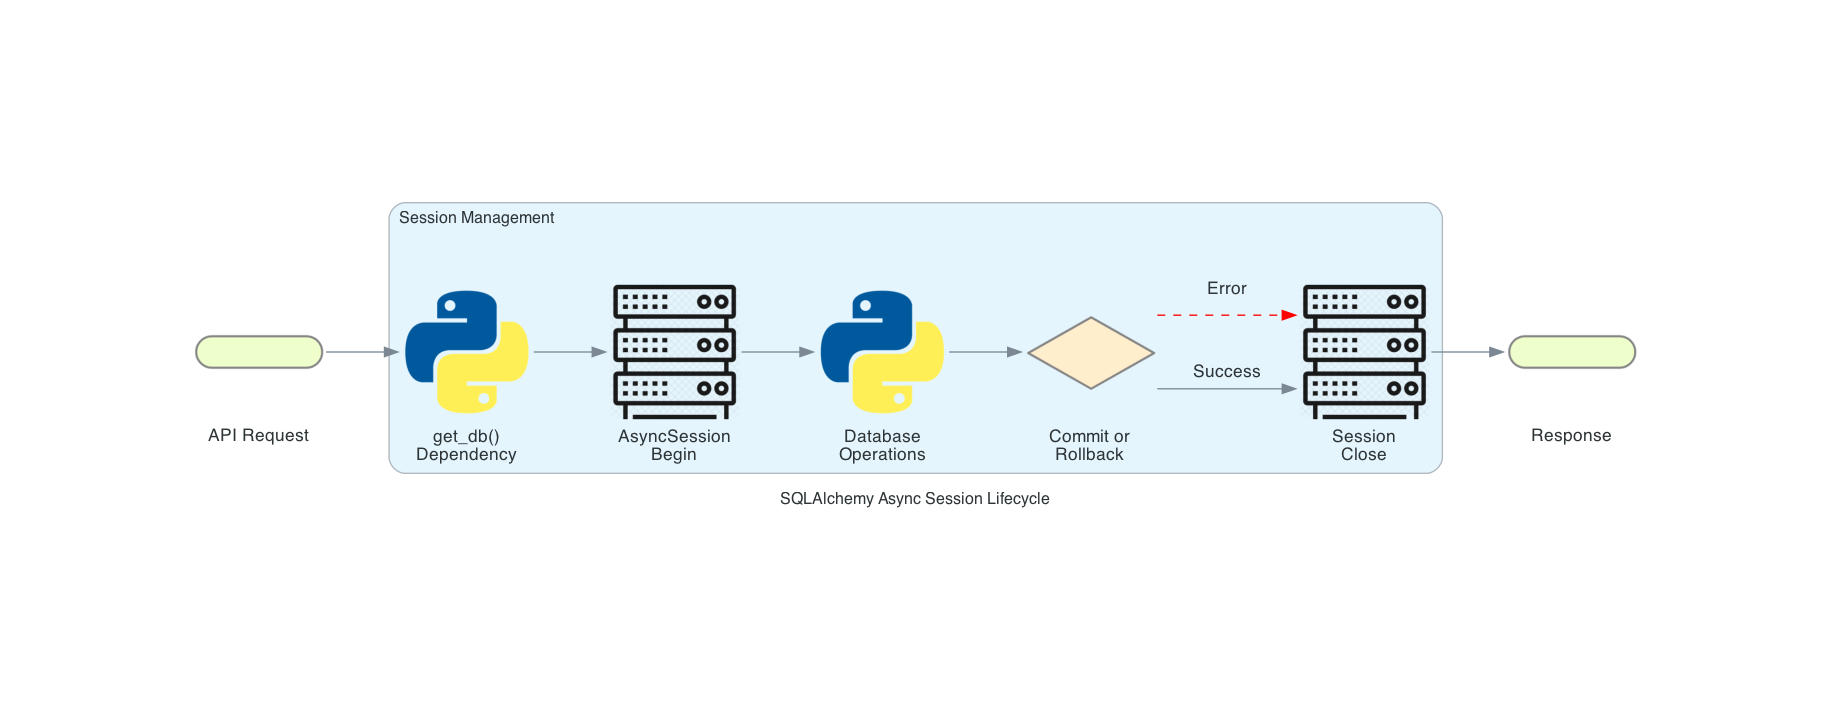 Session Management
Error
Success
API Request
get_db()
Dependency
AsyncSession
Begin
Database
Operations
Commit or
Rollback
Session
Close
Response
SQLAlchemy Async Session Lifecycle